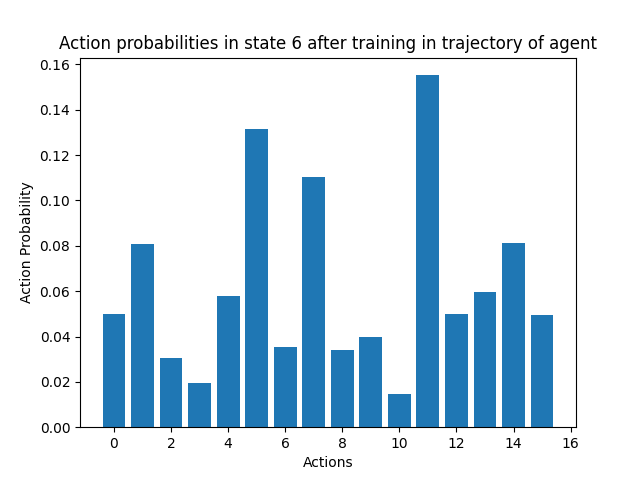 Action probabilities in state 6 after training in trajectory of agent
0.16
0.14
0.12
0.10
0.08
0.06
0.04
0.02
0.00
Action Probability
0 2 4 6 8 10 12 14 16
Actions